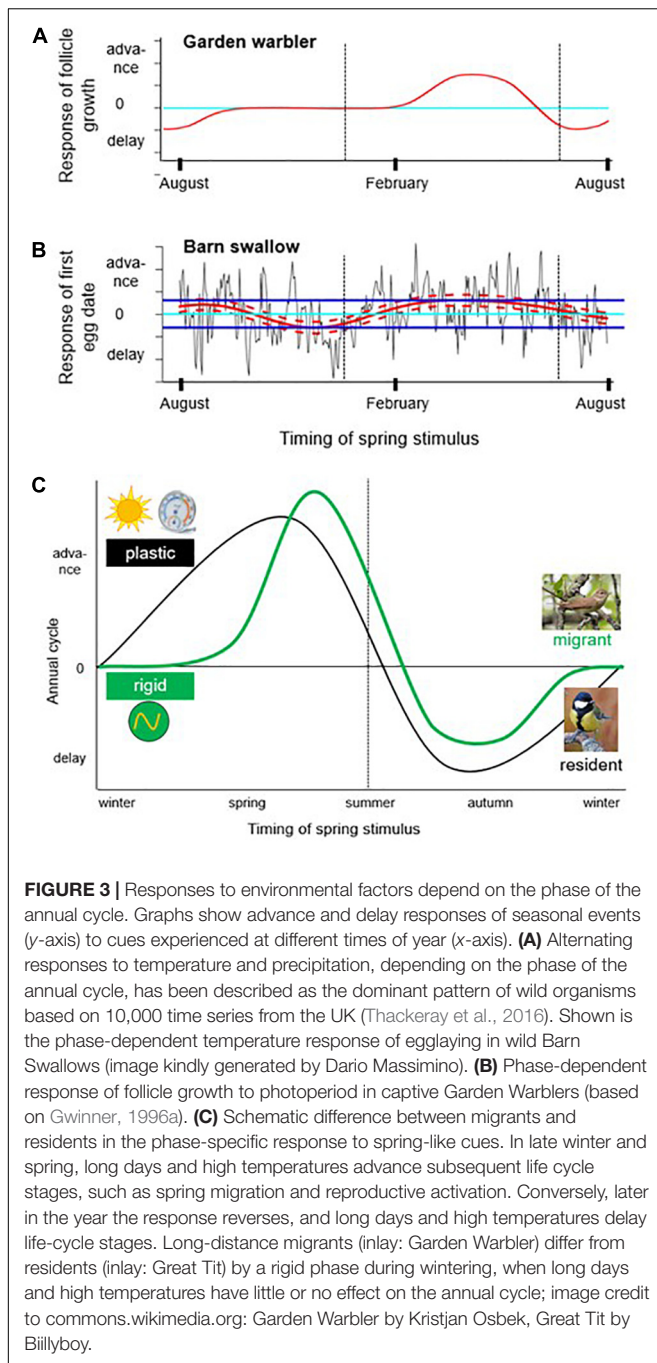 A
Garden warbler
Response of follicle
growth
adva-
nce
0
delay
August
February
August
B
Barn swallow
Response of first
egg date
adva-
nce
0
delay
August
February
August
Timing of spring stimulus
C
plastic
rigid
migrant
resident
Annual cycle
adva-
nce
0
delay
winter
spring
summer
autumn
winter
Timing of spring stimulus
FIGURE 3 | Responses to environmental factors depend on the phase of the
annual cycle. Graphs show advance and delay responses of seasonal events
(y-axis) to cues experienced at different times of year (x-axis). (A) Alternating
responses to temperature and precipitation, depending on the phase of the
annual cycle, has been described as the dominant pattern of wild organisms
based on 10,000 time series from the UK (Thackeray et al., 2016). Shown is
the phase-dependent temperature response of egglaying in wild Barn
Swallows (image kindly generated by Dario Massimino). (B) Phase-dependent
response of follicle growth to photoperiod in captive Garden Warblers (based
on Gwinner, 1996a). (C) Schematic difference between migrants and
residents in the phase-specific response to spring-like cues. In late winter and
spring, long days and high temperatures advance subsequent life cycle
stages, such as spring migration and reproductive activation. Conversely, later
in the year the response reverses, and long days and high temperatures delay
life-cycle stages. Long-distance migrants (inlay: Garden Warbler) differ from
residents (inlay: Great Tit) by a rigid phase during wintering, when long days
and high temperatures have little or no effect on the annual cycle; image credit
to commons.wikimedia.org: Garden Warbler by Kristjan Osbek, Great Tit by
Biillyboy.